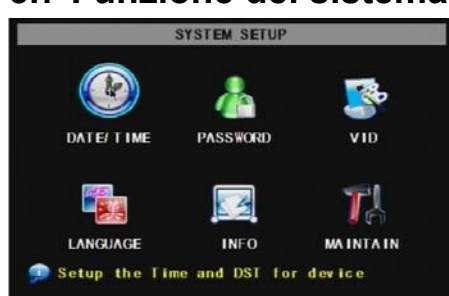 Funzione del sistema
SYSTEM SETUP
DATE/TIME PASSWORD VID
LANGUAGE INFO MAINTAIN
Setup the Time and DST for device